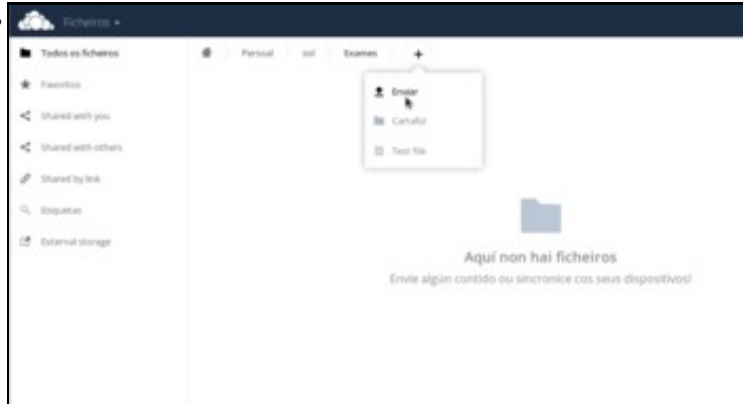 Ficheiros
Todos os ficheiros
Persoal
sol
Exames
+
Favoritos
Enviar
Shared with you
Cartafol
Shared with others
Text file
Shared by link
Etiquetas
External storage
Aquí non hai ficheiros
Envíe algún contido ou sincronice cos seus dispositivos!